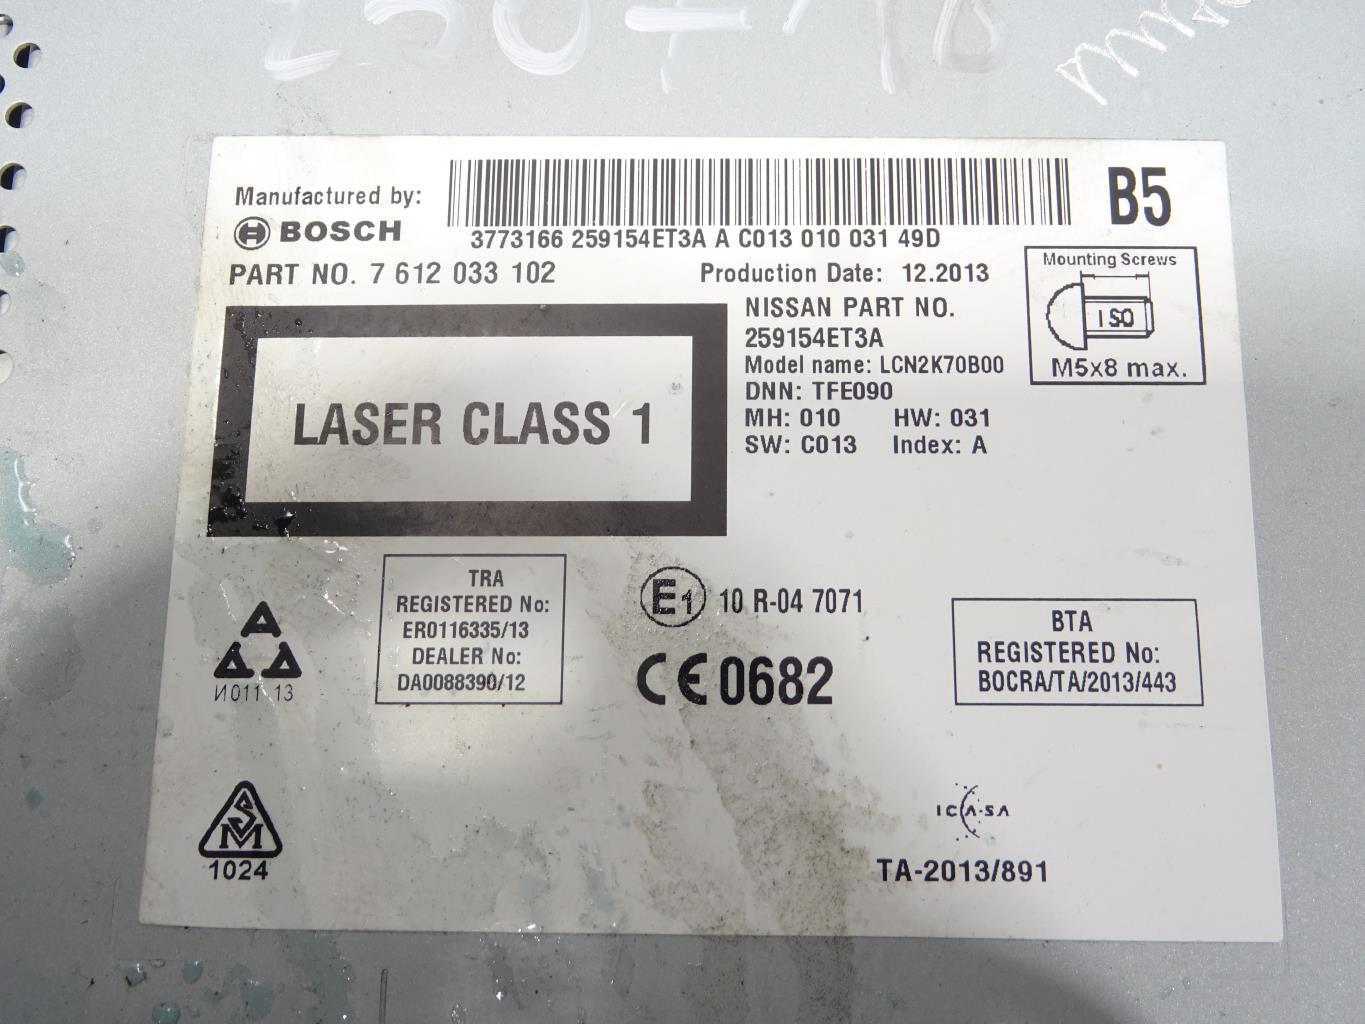 Manufactured by:
BOSCH
3773166 259154ET3A A C013 010 031 49D
B5
PART NO. 7 612 033 102
Production Date: 12.2013
Mounting Screws
ISO
M5x8 max.
NISSAN PART NO.
259154ET3A
Model name: LCN2K70B00
DNN: TFE090
MH: 010 HW: 031
SW: C013 Index: A
LASER CLASS 1
TRA
REGISTERED No:
ER0116335/13
DEALER No:
DA0088390/12
E1 10 R-04 7071
CE 0682
BTA
REGISTERED No:
BOCRA/TA/2013/443
И011 13
SM
1024
ICASA
TA-2013/891